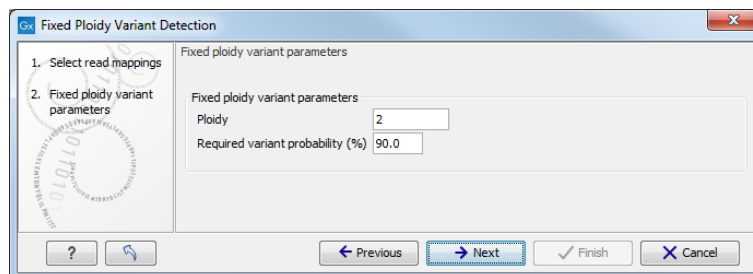 Gx Fixed Ploidy Variant Detection
1. Select read mappings
2. Fixed ploidy variant
parameters
Fixed ploidy variant parameters
Fixed ploidy variant parameters
Ploidy 2
Required variant probability (%) 90.0
? Previous Next Finish Cancel